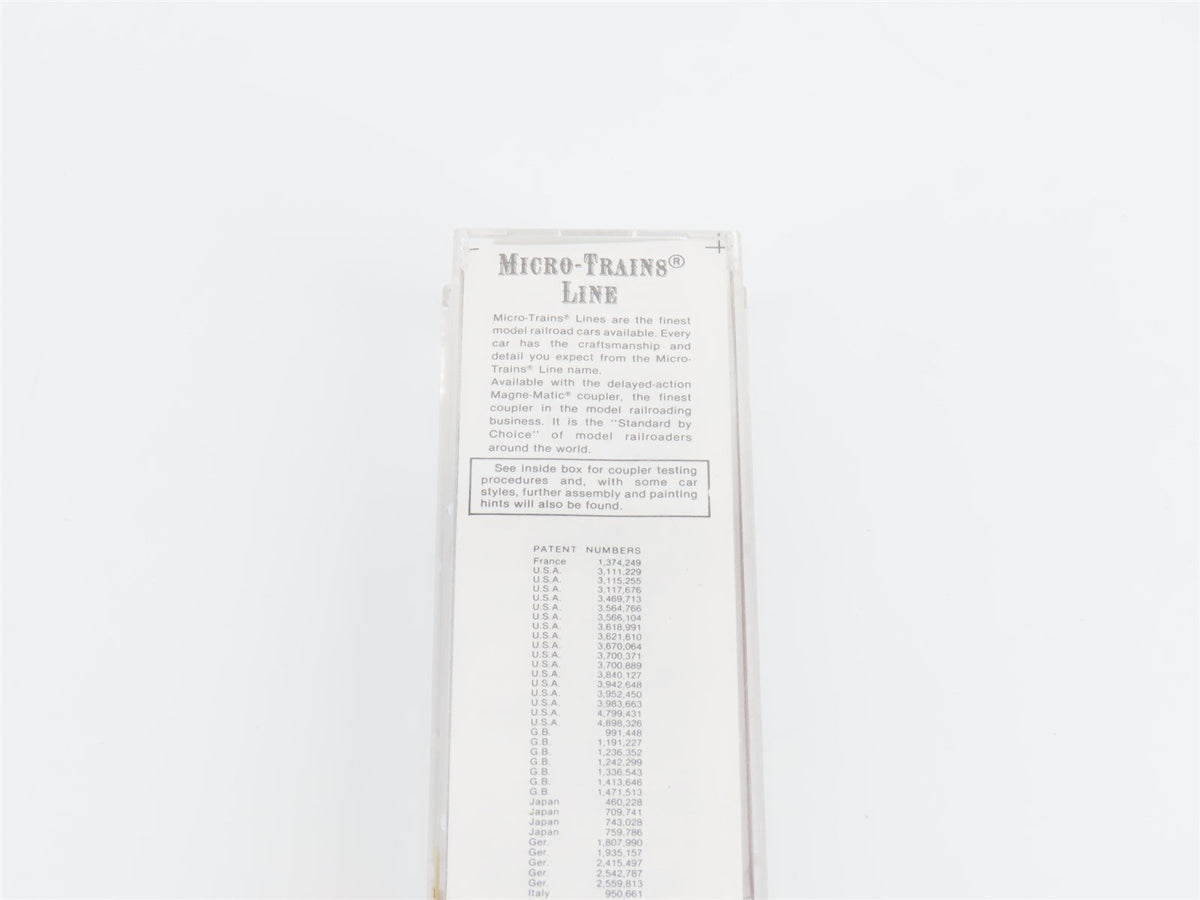 MICRO-TRAINS®
LINE
Micro-Trains® Lines are the finest
model railroad cars available. Every
car has the craftsmanship and
detail you expect from the Micro-
Trains® Line name.
Available with the delayed-action
Magne-Matic® coupler, the finest
coupler in the model railroading
business. It is the "Standard by
Choice" of model railroaders
around the world.
See inside box for coupler testing
procedures and, with some car
styles, further assembly and painting
hints will also be found.
PATENT NUMBERS
France 1,374,249
U.S.A. 3,111,229
U.S.A. 3,115,255
U.S.A. 3,117,676
U.S.A. 3,469,713
U.S.A. 3,564,766
U.S.A. 3,566,104
U.S.A. 3,618,991
U.S.A. 3,621,610
U.S.A. 3,670,064
U.S.A. 3,700,371
U.S.A. 3,700,889
U.S.A. 3,840,127
U.S.A. 3,942,648
U.S.A. 3,952,450
U.S.A. 3,983,663
U.S.A. 4,799,431
U.S.A. 4,898,326
G.B. 991,448
G.B. 1,191,227
G.B. 1,236,352
G.B. 1,242,299
G.B. 1,336,543
G.B. 1,413,646
G.B. 1,471,513
Japan 460,228
Japan 709,741
Japan 743,028
Japan 759,786
Ger. 1,807,990
Ger. 1,935,157
Ger. 2,415,497
Ger. 2,542,787
Ger. 2,559,813
Italy 950,661